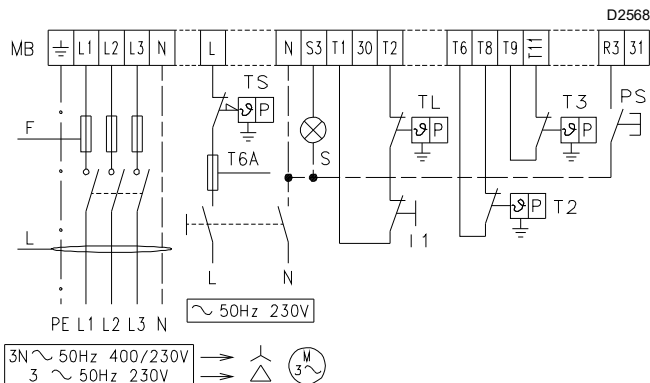 D2568
MB ⏚ L1 L2 L3 N L N S3 T1 30 T2 T6 T8 T9 T11 R3 31
TS
ϑ P
TL
ϑ P
T3
ϑ P
PS
F
T6A
S
T2
ϑ P
I1
L
L N
∼ 50Hz 230V
PE L1 L2 L3 N
3N ∼ 50Hz 400/230V
3 ∼ 50Hz 230V
M
3∼